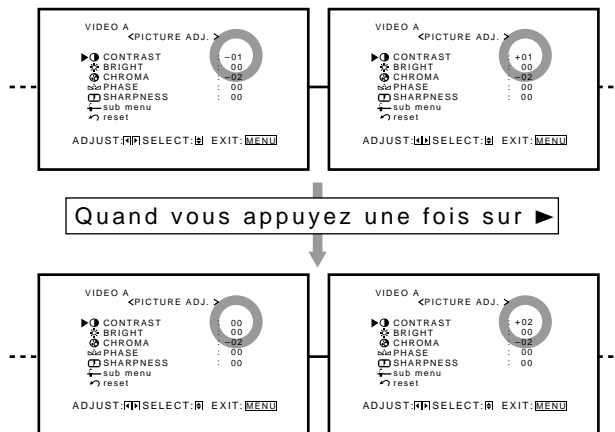 VIDEO A
<PICTURE ADJ. >
CONTRAST : –01
BRIGHT : 00
CHROMA : –02
PHASE : 00
SHARPNESS : 00
sub menu
reset
ADJUST: SELECT: EXIT: MENU
VIDEO A
<PICTURE ADJ. >
CONTRAST : +01
BRIGHT : 00
CHROMA : –02
PHASE : 00
SHARPNESS : 00
sub menu
reset
ADJUST: SELECT: EXIT: MENU
Quand vous appuyez une fois sur ►
VIDEO A
<PICTURE ADJ. >
CONTRAST : 00
BRIGHT : 00
CHROMA : –02
PHASE : 00
SHARPNESS : 00
sub menu
reset
ADJUST: SELECT: EXIT: MENU
VIDEO A
<PICTURE ADJ. >
CONTRAST : +02
BRIGHT : 00
CHROMA : –02
PHASE : 00
SHARPNESS : 00
sub menu
reset
ADJUST: SELECT: EXIT: MENU